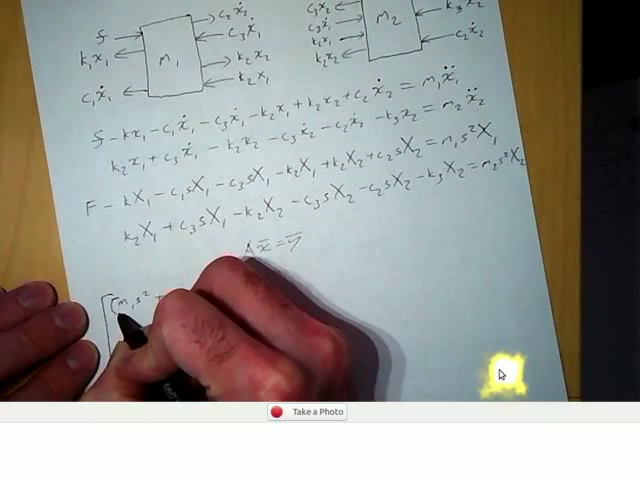 f k₁x₁ c₁ẋ₁ m₁ c₂ẋ₂ c₃ẋ₁ k₂x₂ k₂x₁
c₃x₂ c₃ẋ₁ k₂x₁ k₂x₂ m₂ k₃x₂ c₂ẋ₂
f - kx₁ - c₁ẋ₁ - c₃ẋ₁ - k₂x₁ + k₂x₂ + c₂ẋ₂ = m₁ẍ₁
k₂x₁ + c₃ẋ₁ - k₂x₂ - c₃ẋ₂ - c₂ẋ₂ - k₃x₂ = m₂ẍ₂
F - kX₁ - c₁sX₁ - c₃sX₁ - k₂X₁ + k₂X₂ + c₂sX₂ = m₁s²X₁
k₂X₁ + c₃sX₁ - k₂X₂ - c₃sX₂ - c₂sX₂ - k₃X₂ = m₂s²X₂
Ax̄ = ȳ
[(m₁s² +
Take a Photo